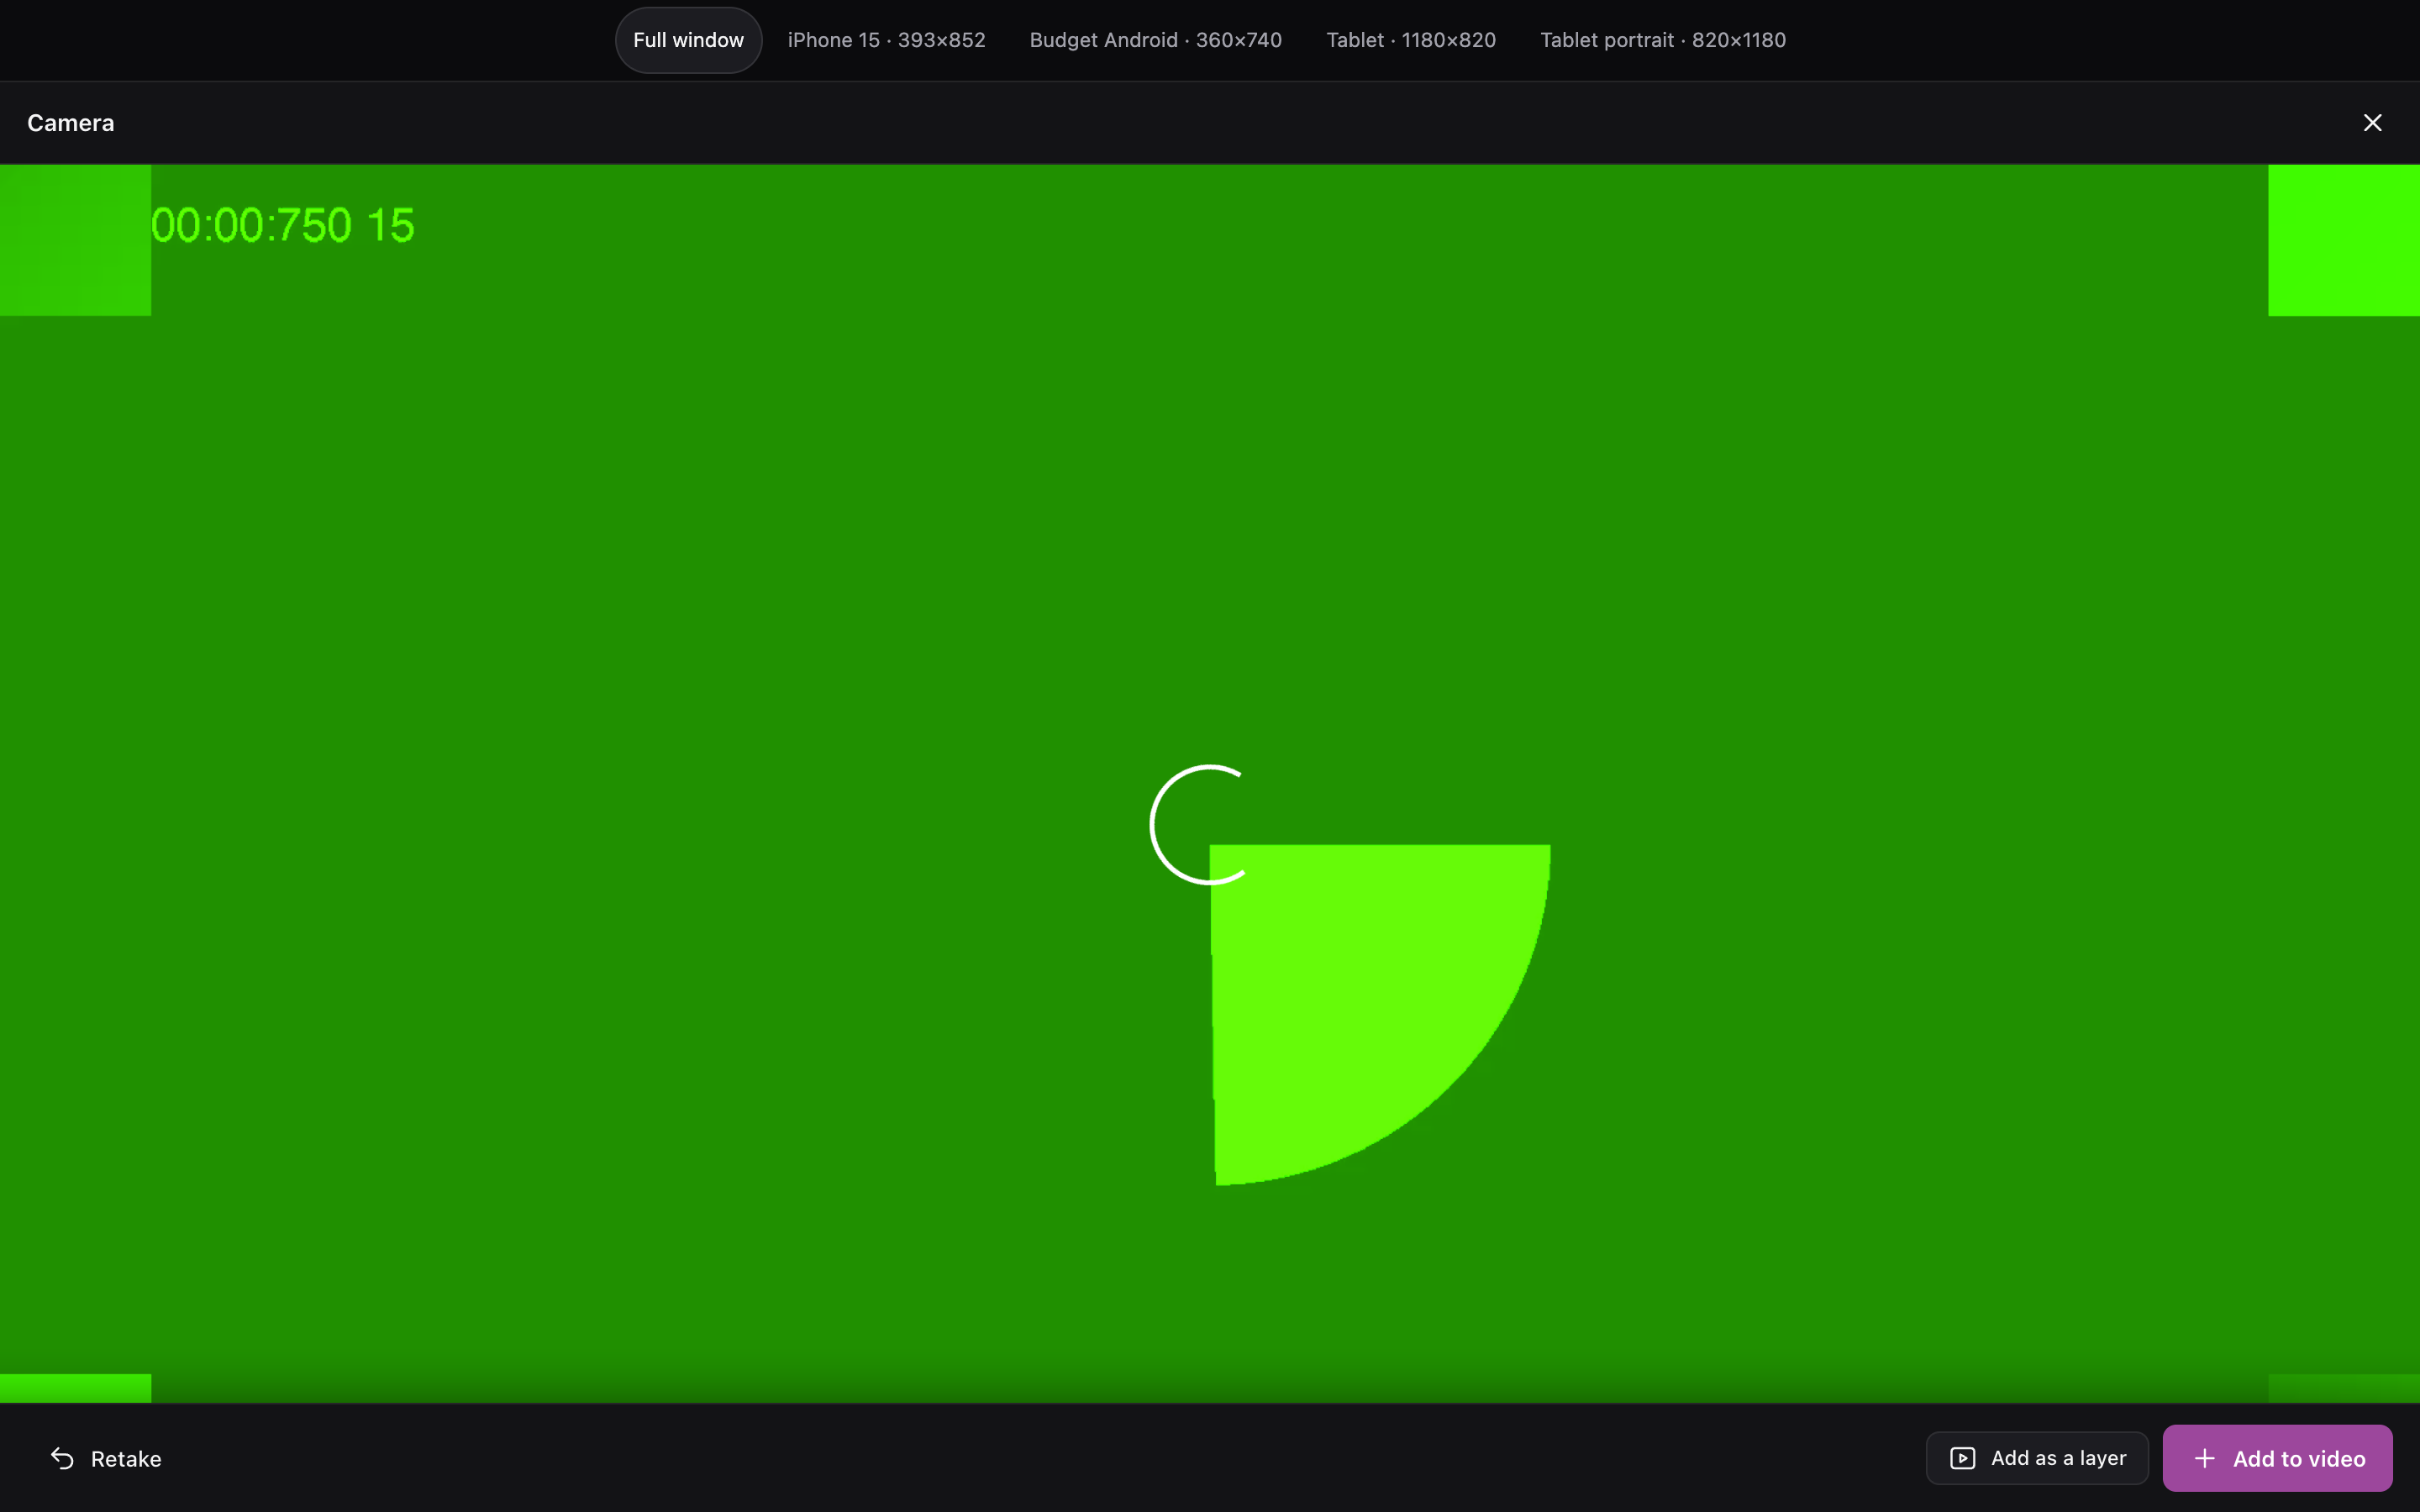 Full window
iPhone 15 · 393×852
Budget Android · 360×740
Tablet · 1180×820
Tablet portrait · 820×1180
Camera
00:00:750 15
Retake
Add as a layer
Add to video